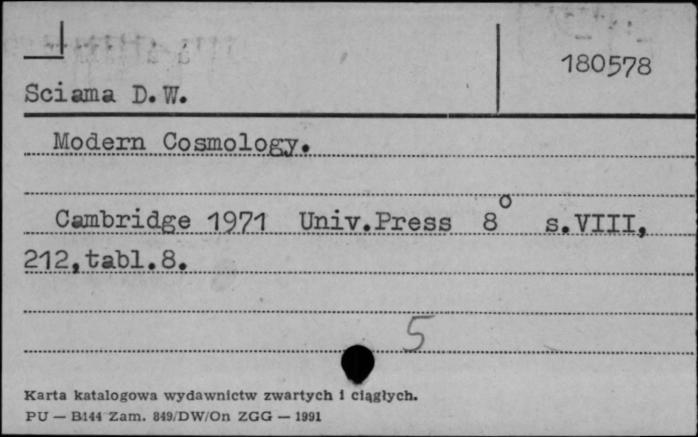 180578
Sciama D.W.
Modern Cosmology.
Cambridge 1971 Univ.Press 8° s.VIII,
212,tabl.8.
5
Karta katalogowa wydawnictw zwartych i ciągłych.
PU — B144 Zam. 849/DW/On ZGG — 1991